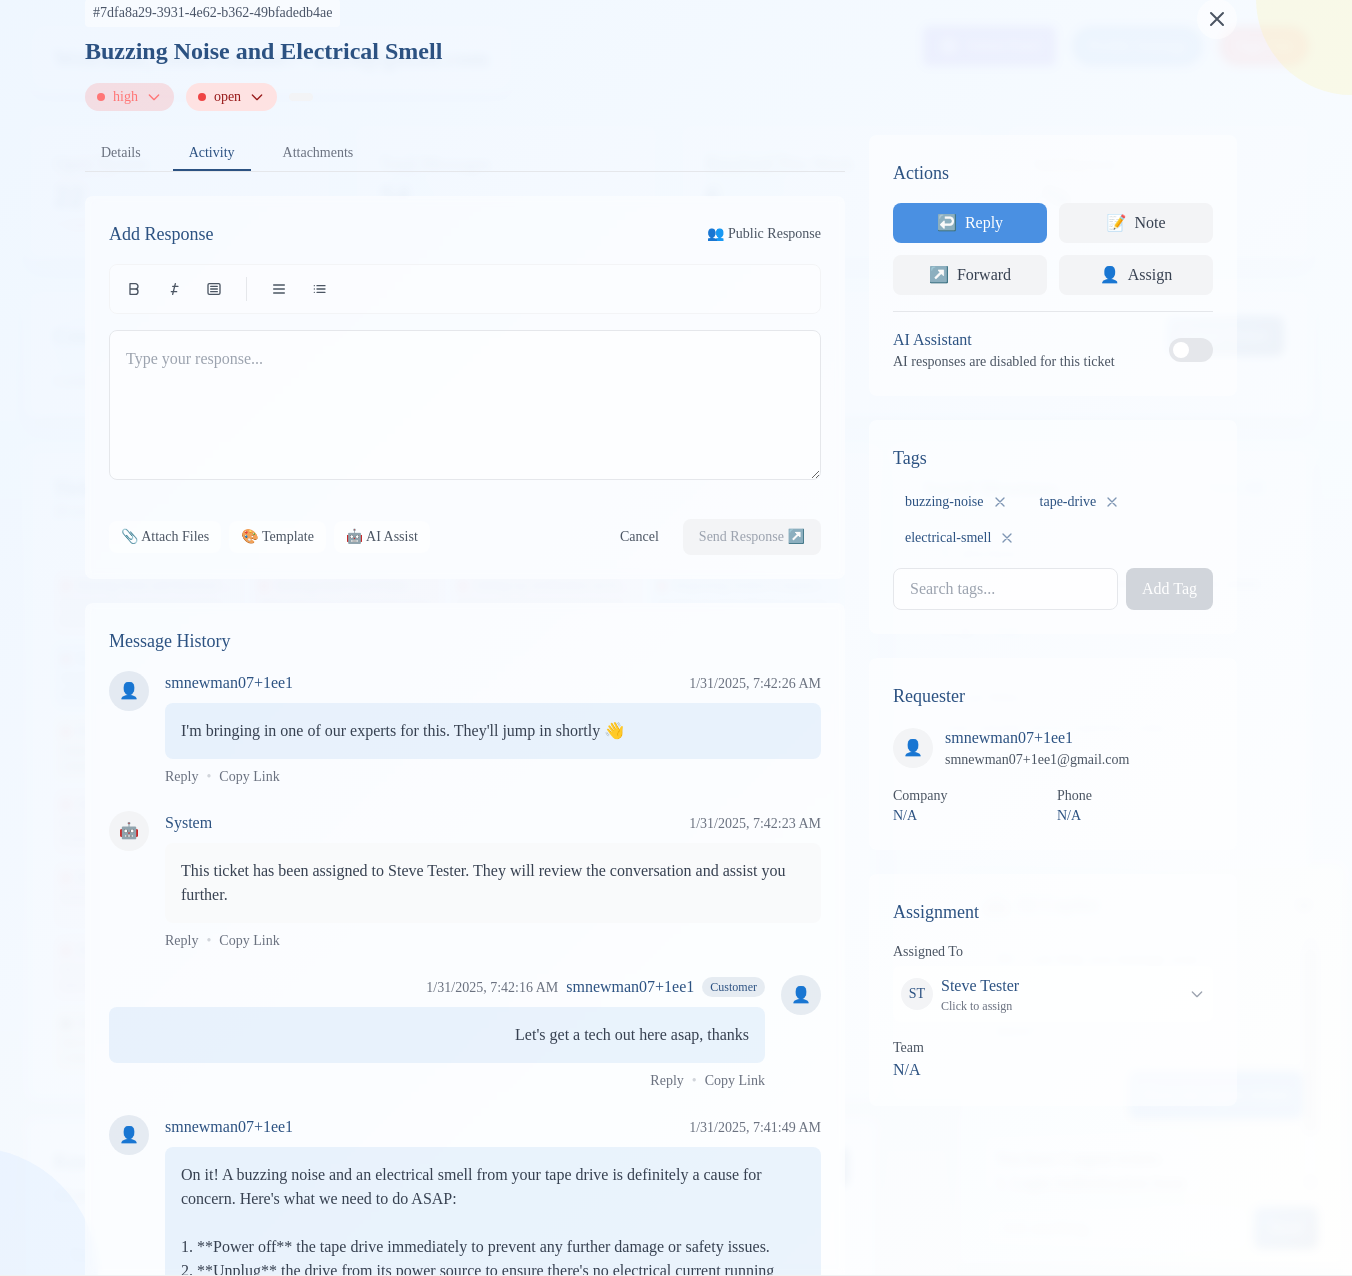 #7dfa8a29-3931-4e62-b362-49bfadedb4ae
Buzzing Noise and Electrical Smell
high
open
Details
Activity
Attachments
Add Response
👥 Public Response
Type your response...
📎 Attach Files
🎨 Template
🤖 AI Assist
Cancel
Send Response ↗️
Message History
smnewman07+1ee1
1/31/2025, 7:42:26 AM
I'm bringing in one of our experts for this. They'll jump in shortly 👋
Reply • Copy Link
System
1/31/2025, 7:42:23 AM
This ticket has been assigned to Steve Tester. They will review the conversation and assist you
further.
Reply • Copy Link
1/31/2025, 7:42:16 AM smnewman07+1ee1 Customer
Let's get a tech out here asap, thanks
Reply • Copy Link
smnewman07+1ee1
1/31/2025, 7:41:49 AM
On it! A buzzing noise and an electrical smell from your tape drive is definitely a cause for
concern. Here's what we need to do ASAP:
1. **Power off** the tape drive immediately to prevent any further damage or safety issues.
2. **Unplug** the drive from its power source to ensure there's no electrical current running
Actions
↩️ Reply
📝 Note
↗️ Forward
👤 Assign
AI Assistant
AI responses are disabled for this ticket
Tags
buzzing-noise
tape-drive
electrical-smell
Search tags...
Add Tag
Requester
smnewman07+1ee1
smnewman07+1ee1@gmail.com
Company
N/A
Phone
N/A
Assignment
Assigned To
ST
Steve Tester
Click to assign
Team
N/A